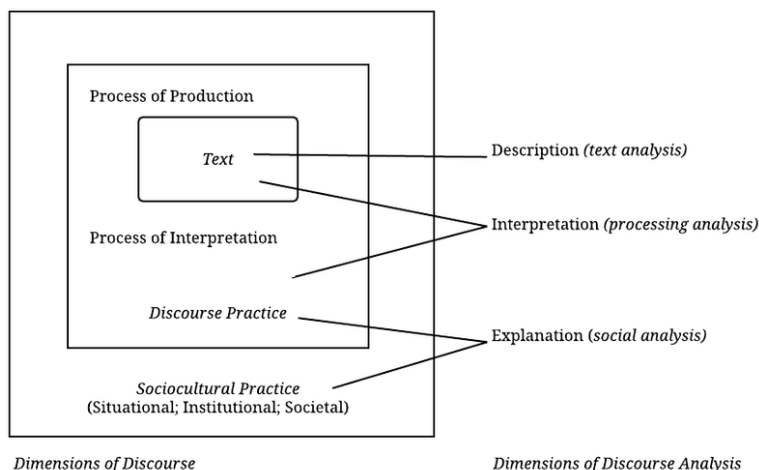 Process of Production
Text
Description (text analysis)
Interpretation (processing analysis)
Process of Interpretation
Discourse Practice
Explanation (social analysis)
Sociocultural Practice
(Situational; Institutional; Societal)
Dimensions of Discourse
Dimensions of Discourse Analysis